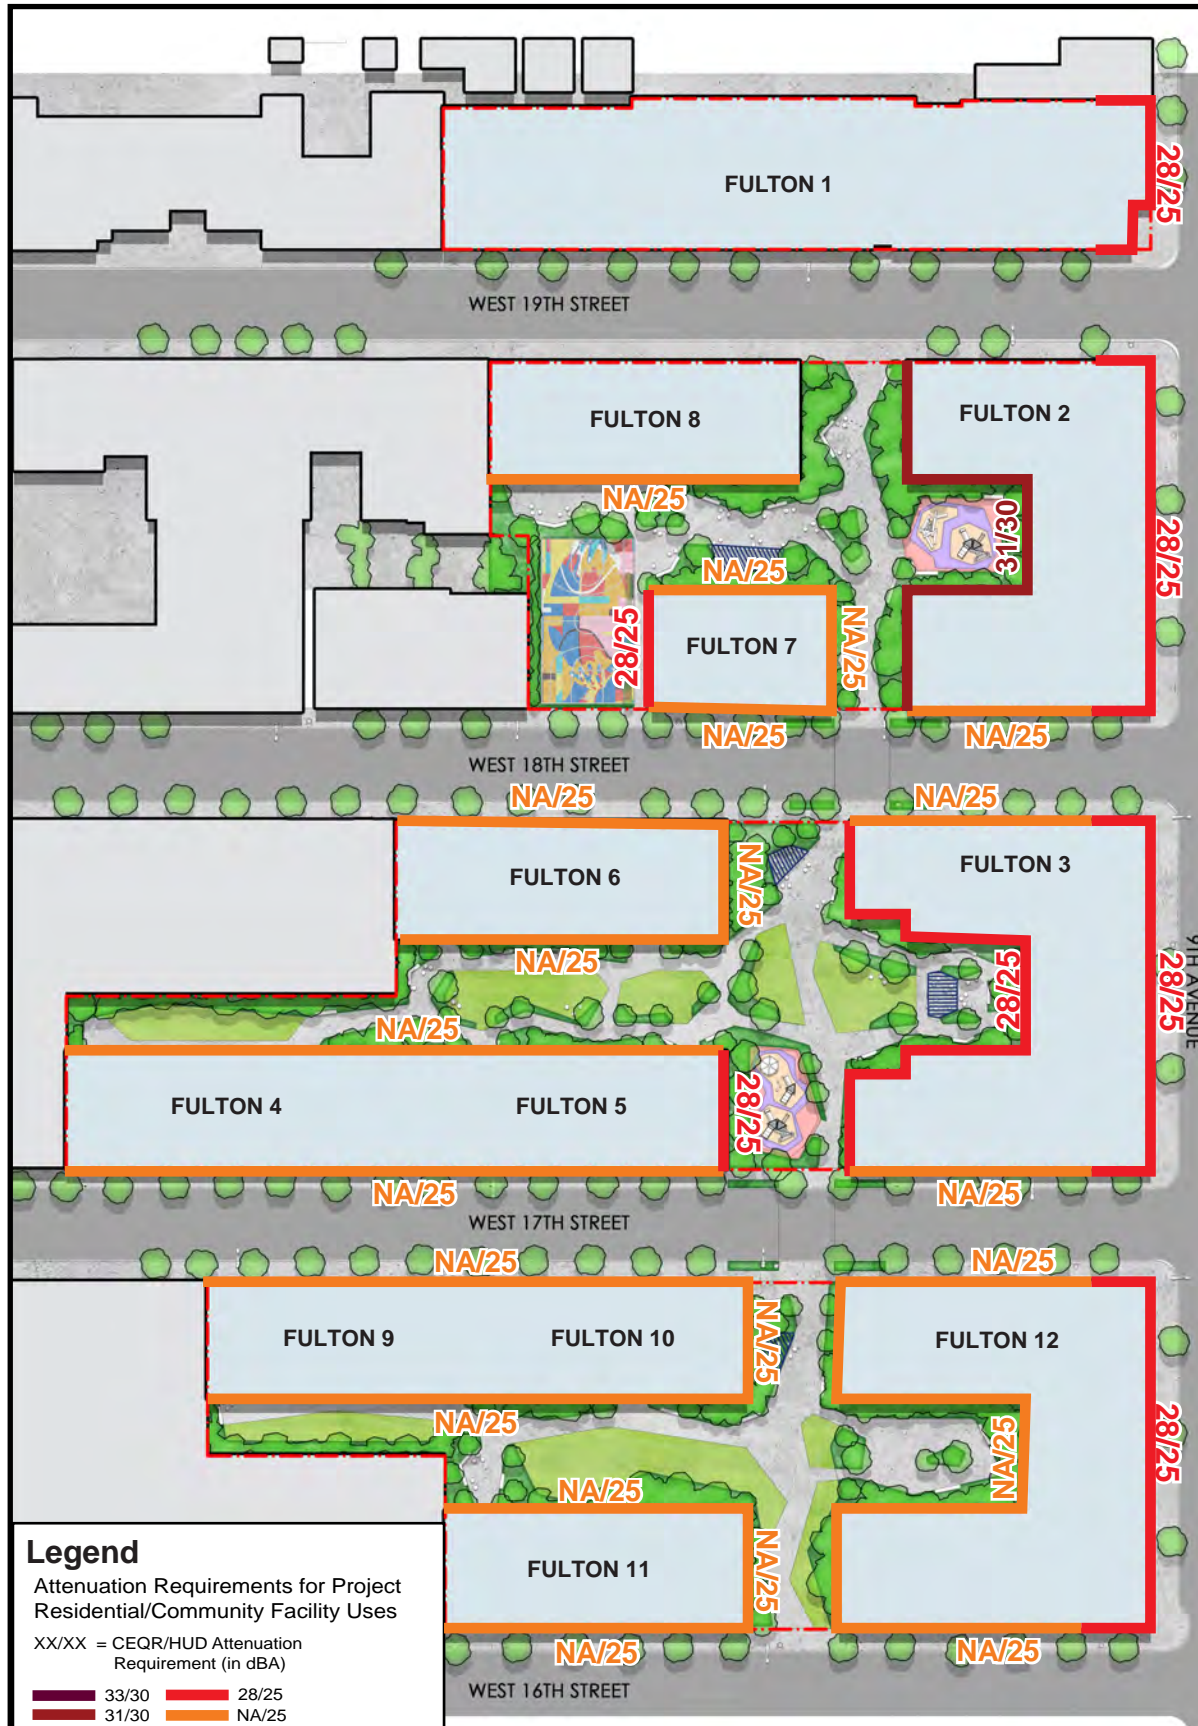 FULTON 1
28/25
WEST 19TH STREET
FULTON 8
FULTON 2
NA/25
31/30
28/25
NA/25
28/25
FULTON 7
NA/25
NA/25
NA/25
WEST 18TH STREET
NA/25
NA/25
FULTON 6
NA/25
FULTON 3
NA/25
28/25
28/25
9TH AVENUE
NA/25
FULTON 4
FULTON 5
28/25
NA/25
NA/25
WEST 17TH STREET
NA/25
NA/25
FULTON 9
FULTON 10
NA/25
FULTON 12
NA/25
NA/25
28/25
NA/25
FULTON 11
NA/25
NA/25
NA/25
WEST 16TH STREET
Legend
Attenuation Requirements for Project
Residential/Community Facility Uses
XX/XX = CEQR/HUD Attenuation
Requirement (in dBA)
33/30 28/25
31/30 NA/25